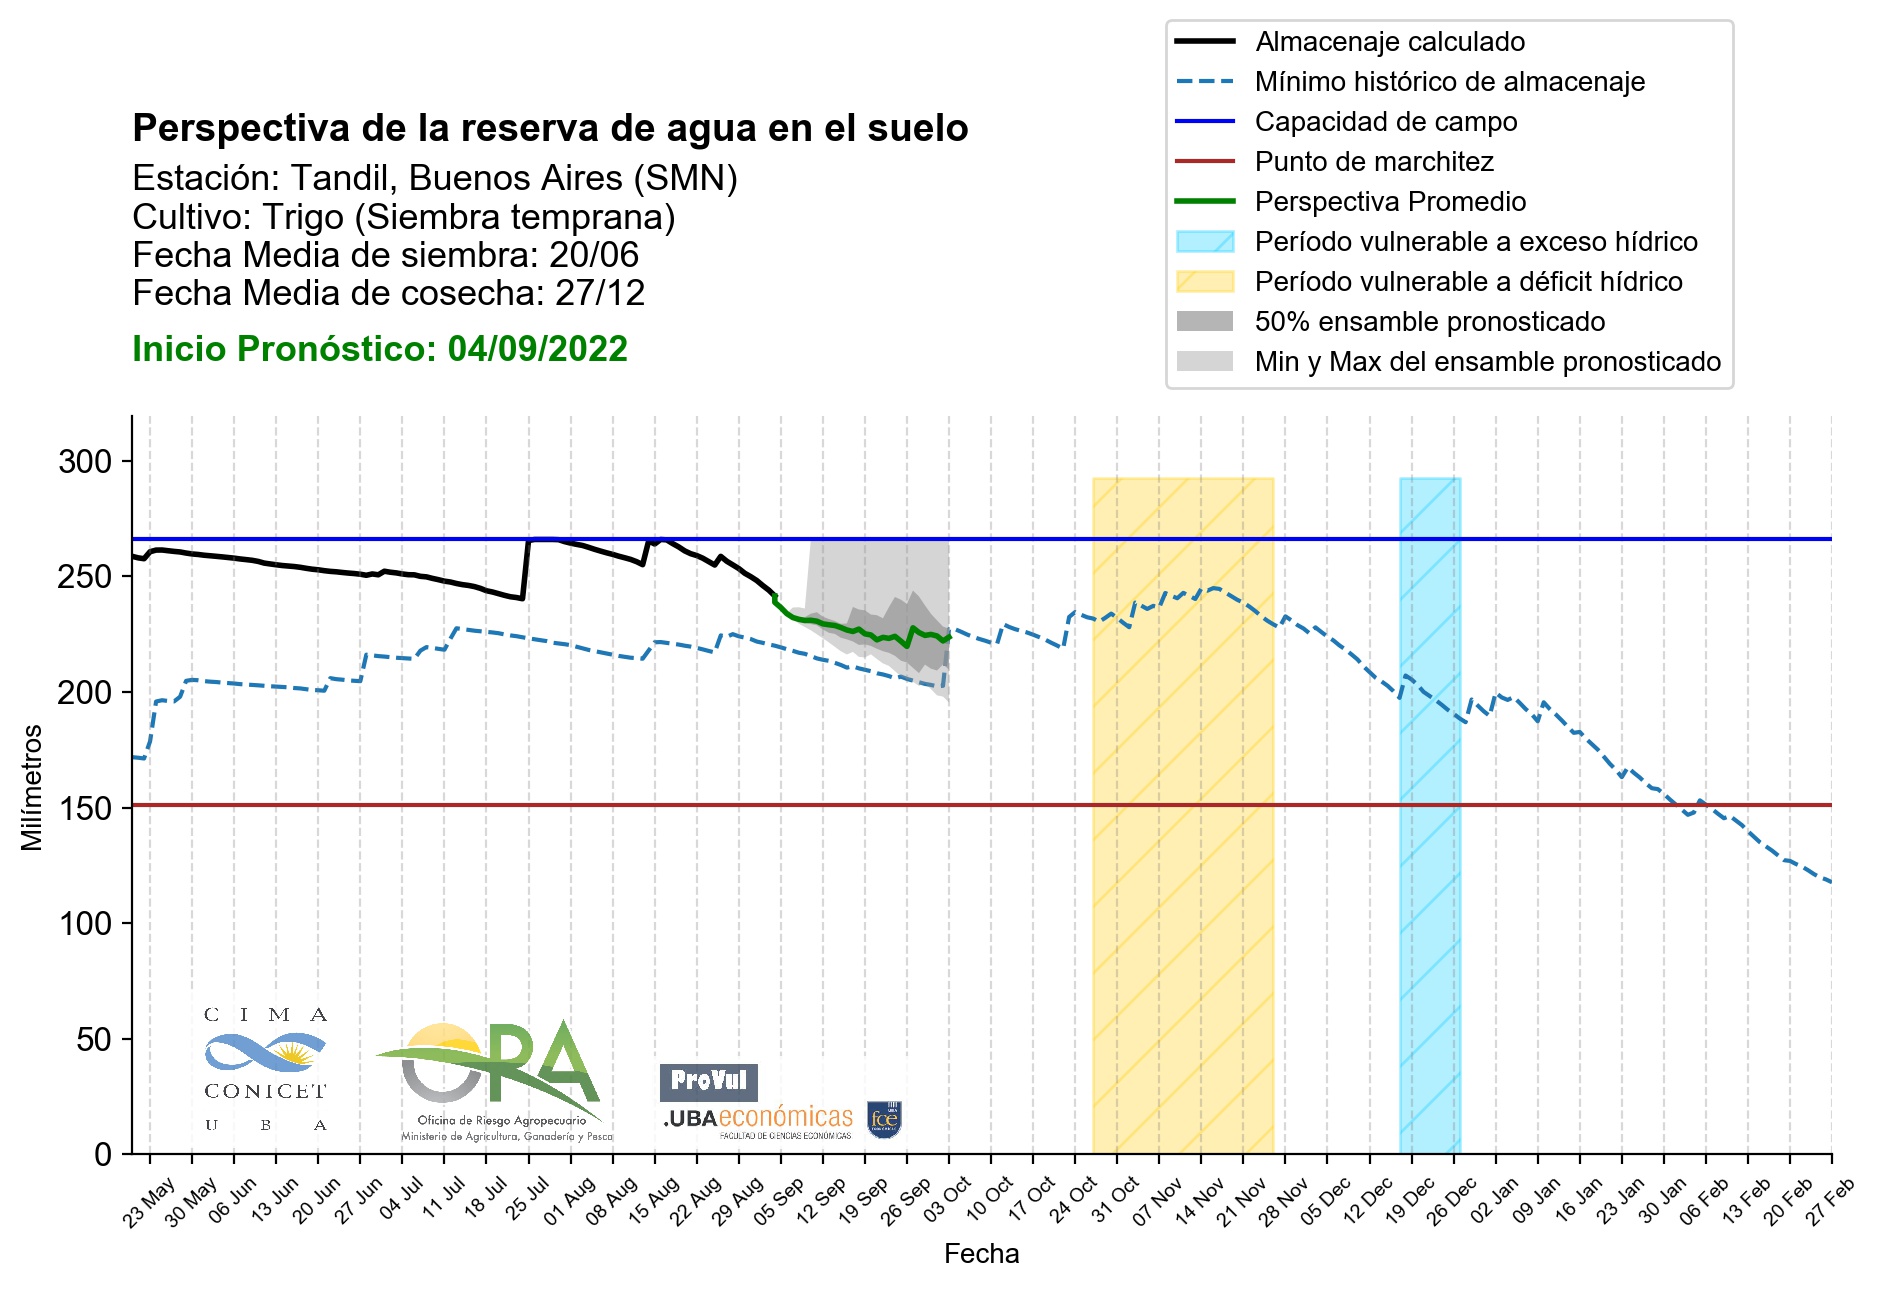 Almacenaje calculado
Mínimo histórico de almacenaje
Capacidad de campo
Punto de marchitez
Perspectiva Promedio
Período vulnerable a exceso hídrico
Período vulnerable a déficit hídrico
50% ensamble pronosticado
Min y Max del ensamble pronosticado
Perspectiva de la reserva de agua en el suelo
Estación: Tandil, Buenos Aires (SMN)
Cultivo: Trigo (Siembra temprana)
Fecha Media de siembra: 20/06
Fecha Media de cosecha: 27/12
Inicio Pronóstico: 04/09/2022
Milímetros
300
250
200
150
100
50
0
CIMA
CONICET
UBA
ORA
Oficina de Riesgo Agropecuario
Ministerio de Agricultura, Ganadería y Pesca
ProVul
.UBAeconómicas
FACULTAD DE CIENCIAS ECONÓMICAS
fce
23 May
30 May
06 Jun
13 Jun
20 Jun
27 Jun
04 Jul
11 Jul
18 Jul
25 Jul
01 Aug
08 Aug
15 Aug
22 Aug
29 Aug
05 Sep
12 Sep
19 Sep
26 Sep
03 Oct
10 Oct
17 Oct
24 Oct
31 Oct
07 Nov
14 Nov
21 Nov
28 Nov
05 Dec
12 Dec
19 Dec
26 Dec
02 Jan
09 Jan
16 Jan
23 Jan
30 Jan
06 Feb
13 Feb
20 Feb
27 Feb
Fecha